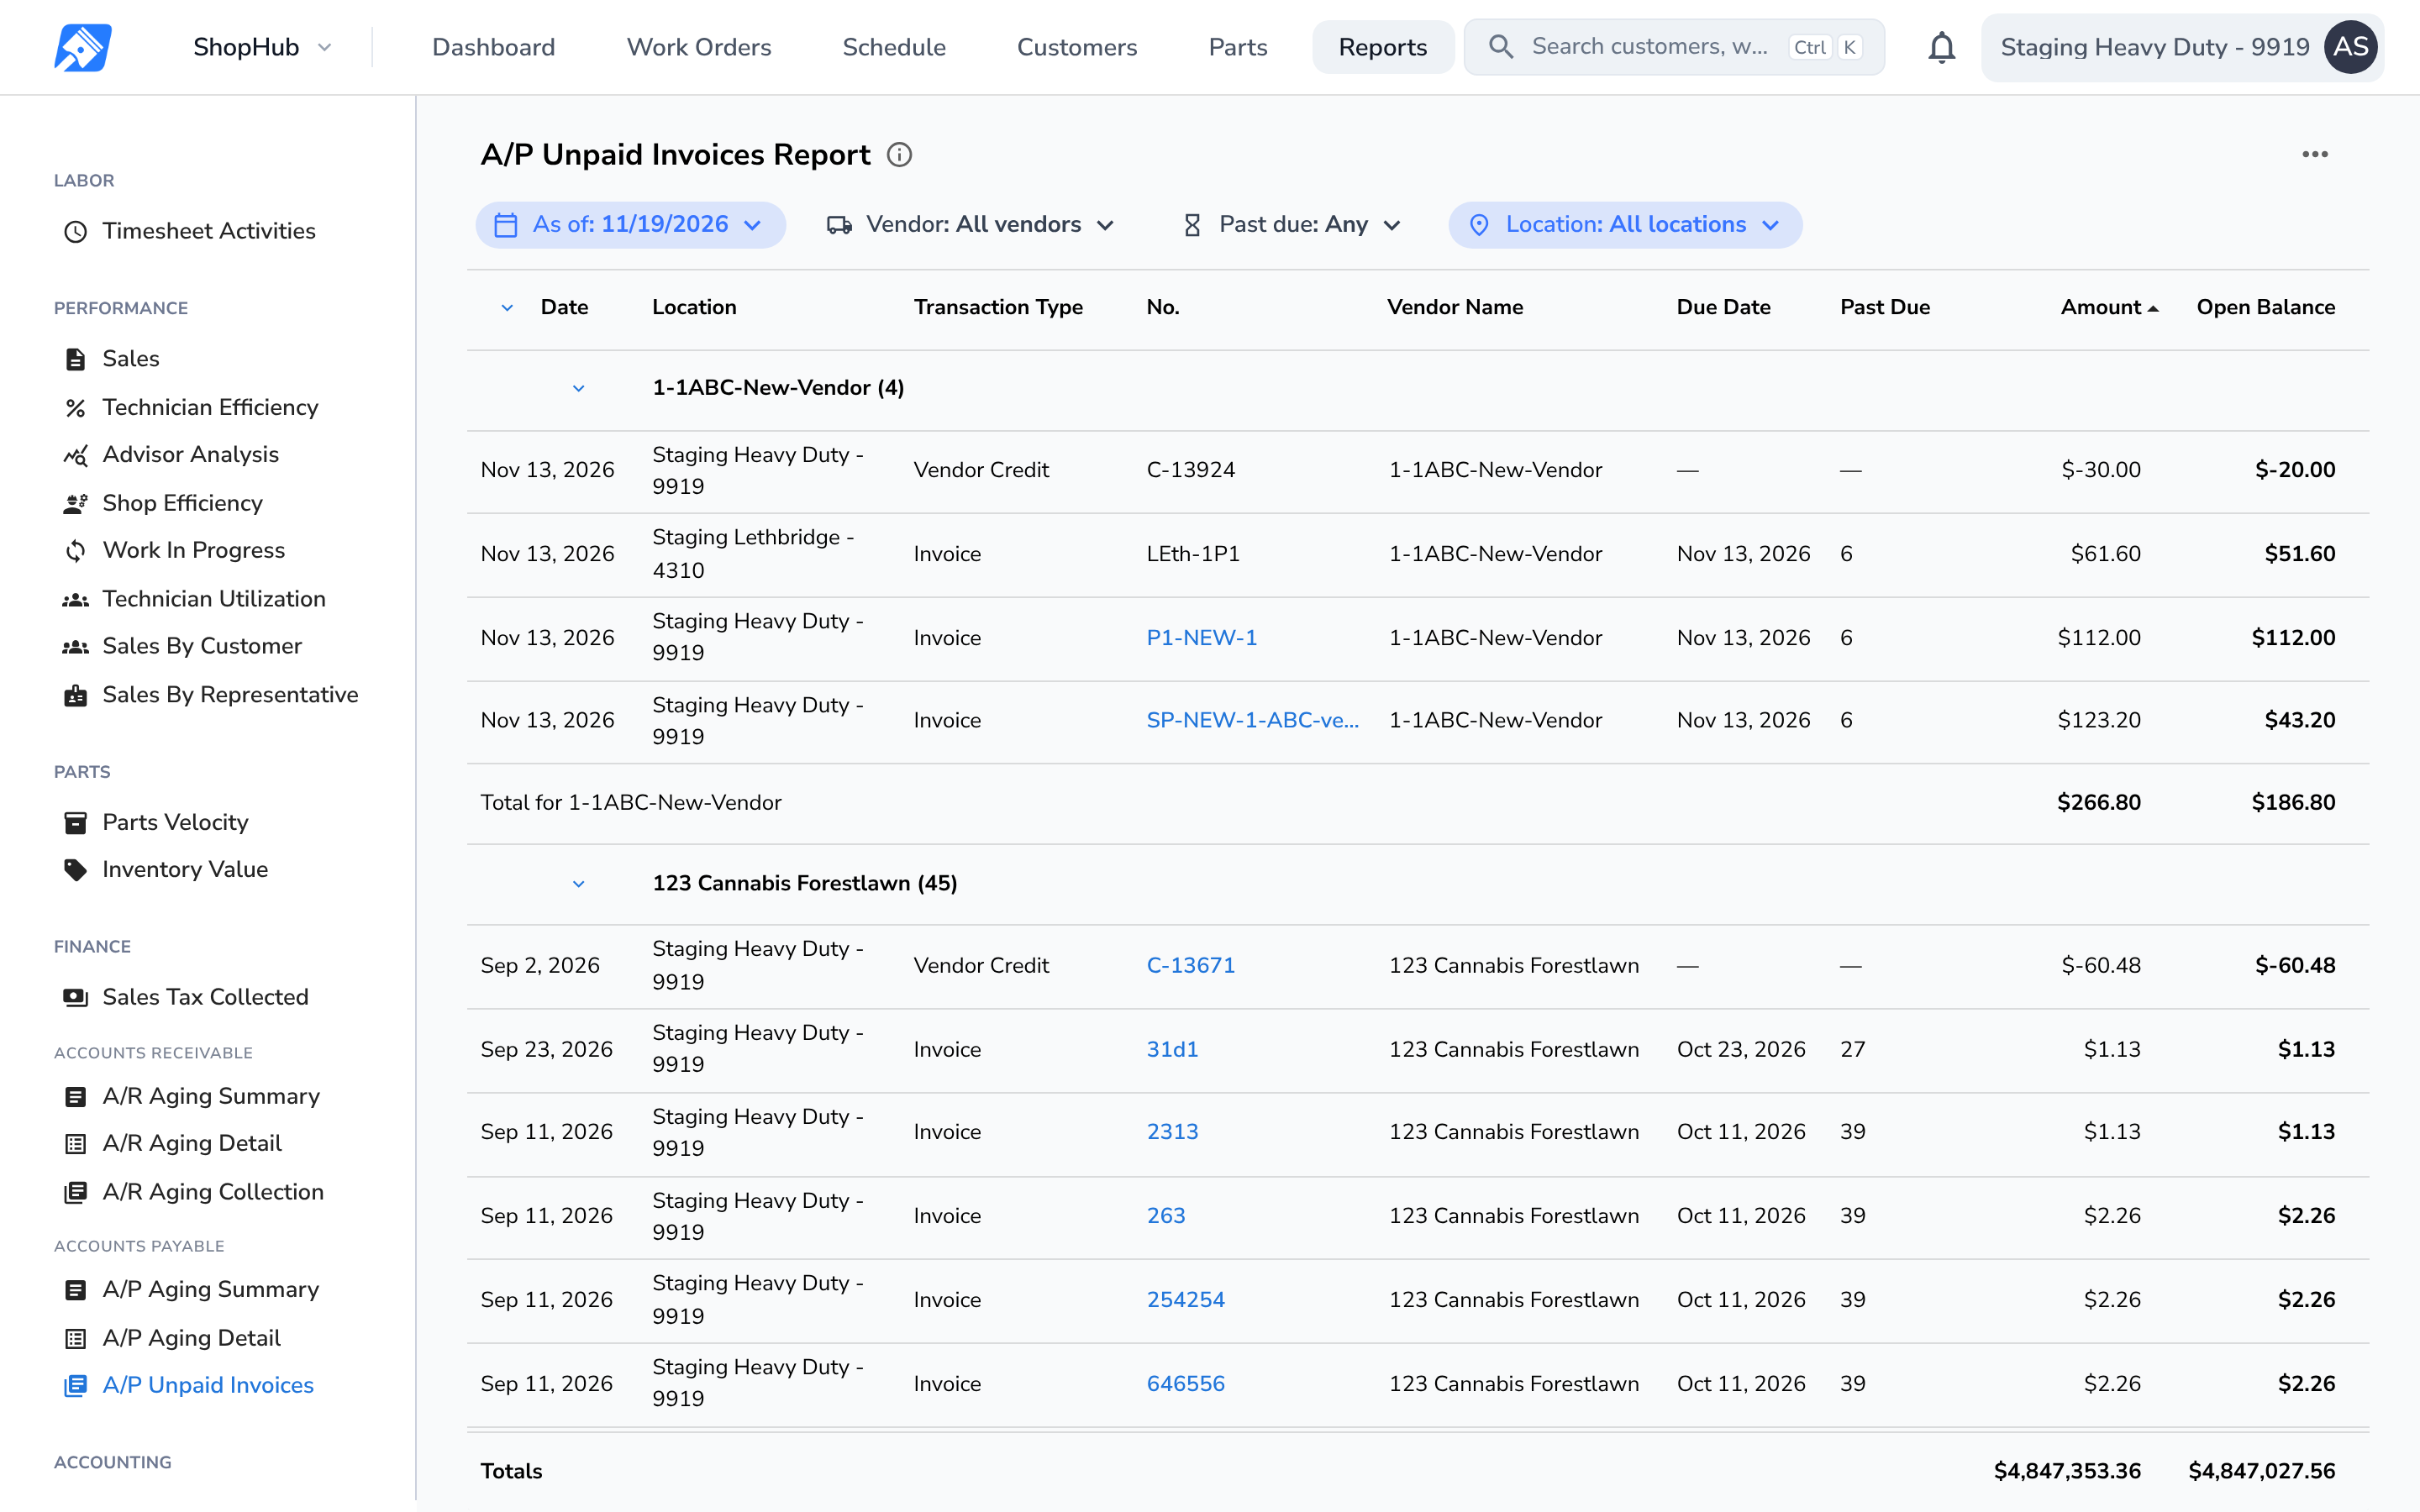 ShopHub
Dashboard
Work Orders
Schedule
Customers
Parts
Reports
Search customers, w...
Ctrl K
Staging Heavy Duty - 9919
AS
LABOR
Timesheet Activities
PERFORMANCE
Sales
Technician Efficiency
Advisor Analysis
Shop Efficiency
Work In Progress
Technician Utilization
Sales By Customer
Sales By Representative
PARTS
Parts Velocity
Inventory Value
FINANCE
Sales Tax Collected
ACCOUNTS RECEIVABLE
A/R Aging Summary
A/R Aging Detail
A/R Aging Collection
ACCOUNTS PAYABLE
A/P Aging Summary
A/P Aging Detail
A/P Unpaid Invoices
ACCOUNTING
A/P Unpaid Invoices Report
As of: 11/19/2026
Vendor: All vendors
Past due: Any
Location: All locations
Date Location Transaction Type No. Vendor Name Due Date Past Due Amount Open Balance
1-1ABC-New-Vendor (4)
Nov 13, 2026 Staging Heavy Duty - 9919 Vendor Credit C-13924 1-1ABC-New-Vendor — — $-30.00 $-20.00
Nov 13, 2026 Staging Lethbridge - 4310 Invoice LEth-1P1 1-1ABC-New-Vendor Nov 13, 2026 6 $61.60 $51.60
Nov 13, 2026 Staging Heavy Duty - 9919 Invoice P1-NEW-1 1-1ABC-New-Vendor Nov 13, 2026 6 $112.00 $112.00
Nov 13, 2026 Staging Heavy Duty - 9919 Invoice SP-NEW-1-ABC-ve... 1-1ABC-New-Vendor Nov 13, 2026 6 $123.20 $43.20
Total for 1-1ABC-New-Vendor $266.80 $186.80
123 Cannabis Forestlawn (45)
Sep 2, 2026 Staging Heavy Duty - 9919 Vendor Credit C-13671 123 Cannabis Forestlawn — — $-60.48 $-60.48
Sep 23, 2026 Staging Heavy Duty - 9919 Invoice 31d1 123 Cannabis Forestlawn Oct 23, 2026 27 $1.13 $1.13
Sep 11, 2026 Staging Heavy Duty - 9919 Invoice 2313 123 Cannabis Forestlawn Oct 11, 2026 39 $1.13 $1.13
Sep 11, 2026 Staging Heavy Duty - 9919 Invoice 263 123 Cannabis Forestlawn Oct 11, 2026 39 $2.26 $2.26
Sep 11, 2026 Staging Heavy Duty - 9919 Invoice 254254 123 Cannabis Forestlawn Oct 11, 2026 39 $2.26 $2.26
Sep 11, 2026 Staging Heavy Duty - 9919 Invoice 646556 123 Cannabis Forestlawn Oct 11, 2026 39 $2.26 $2.26
Totals $4,847,353.36 $4,847,027.56